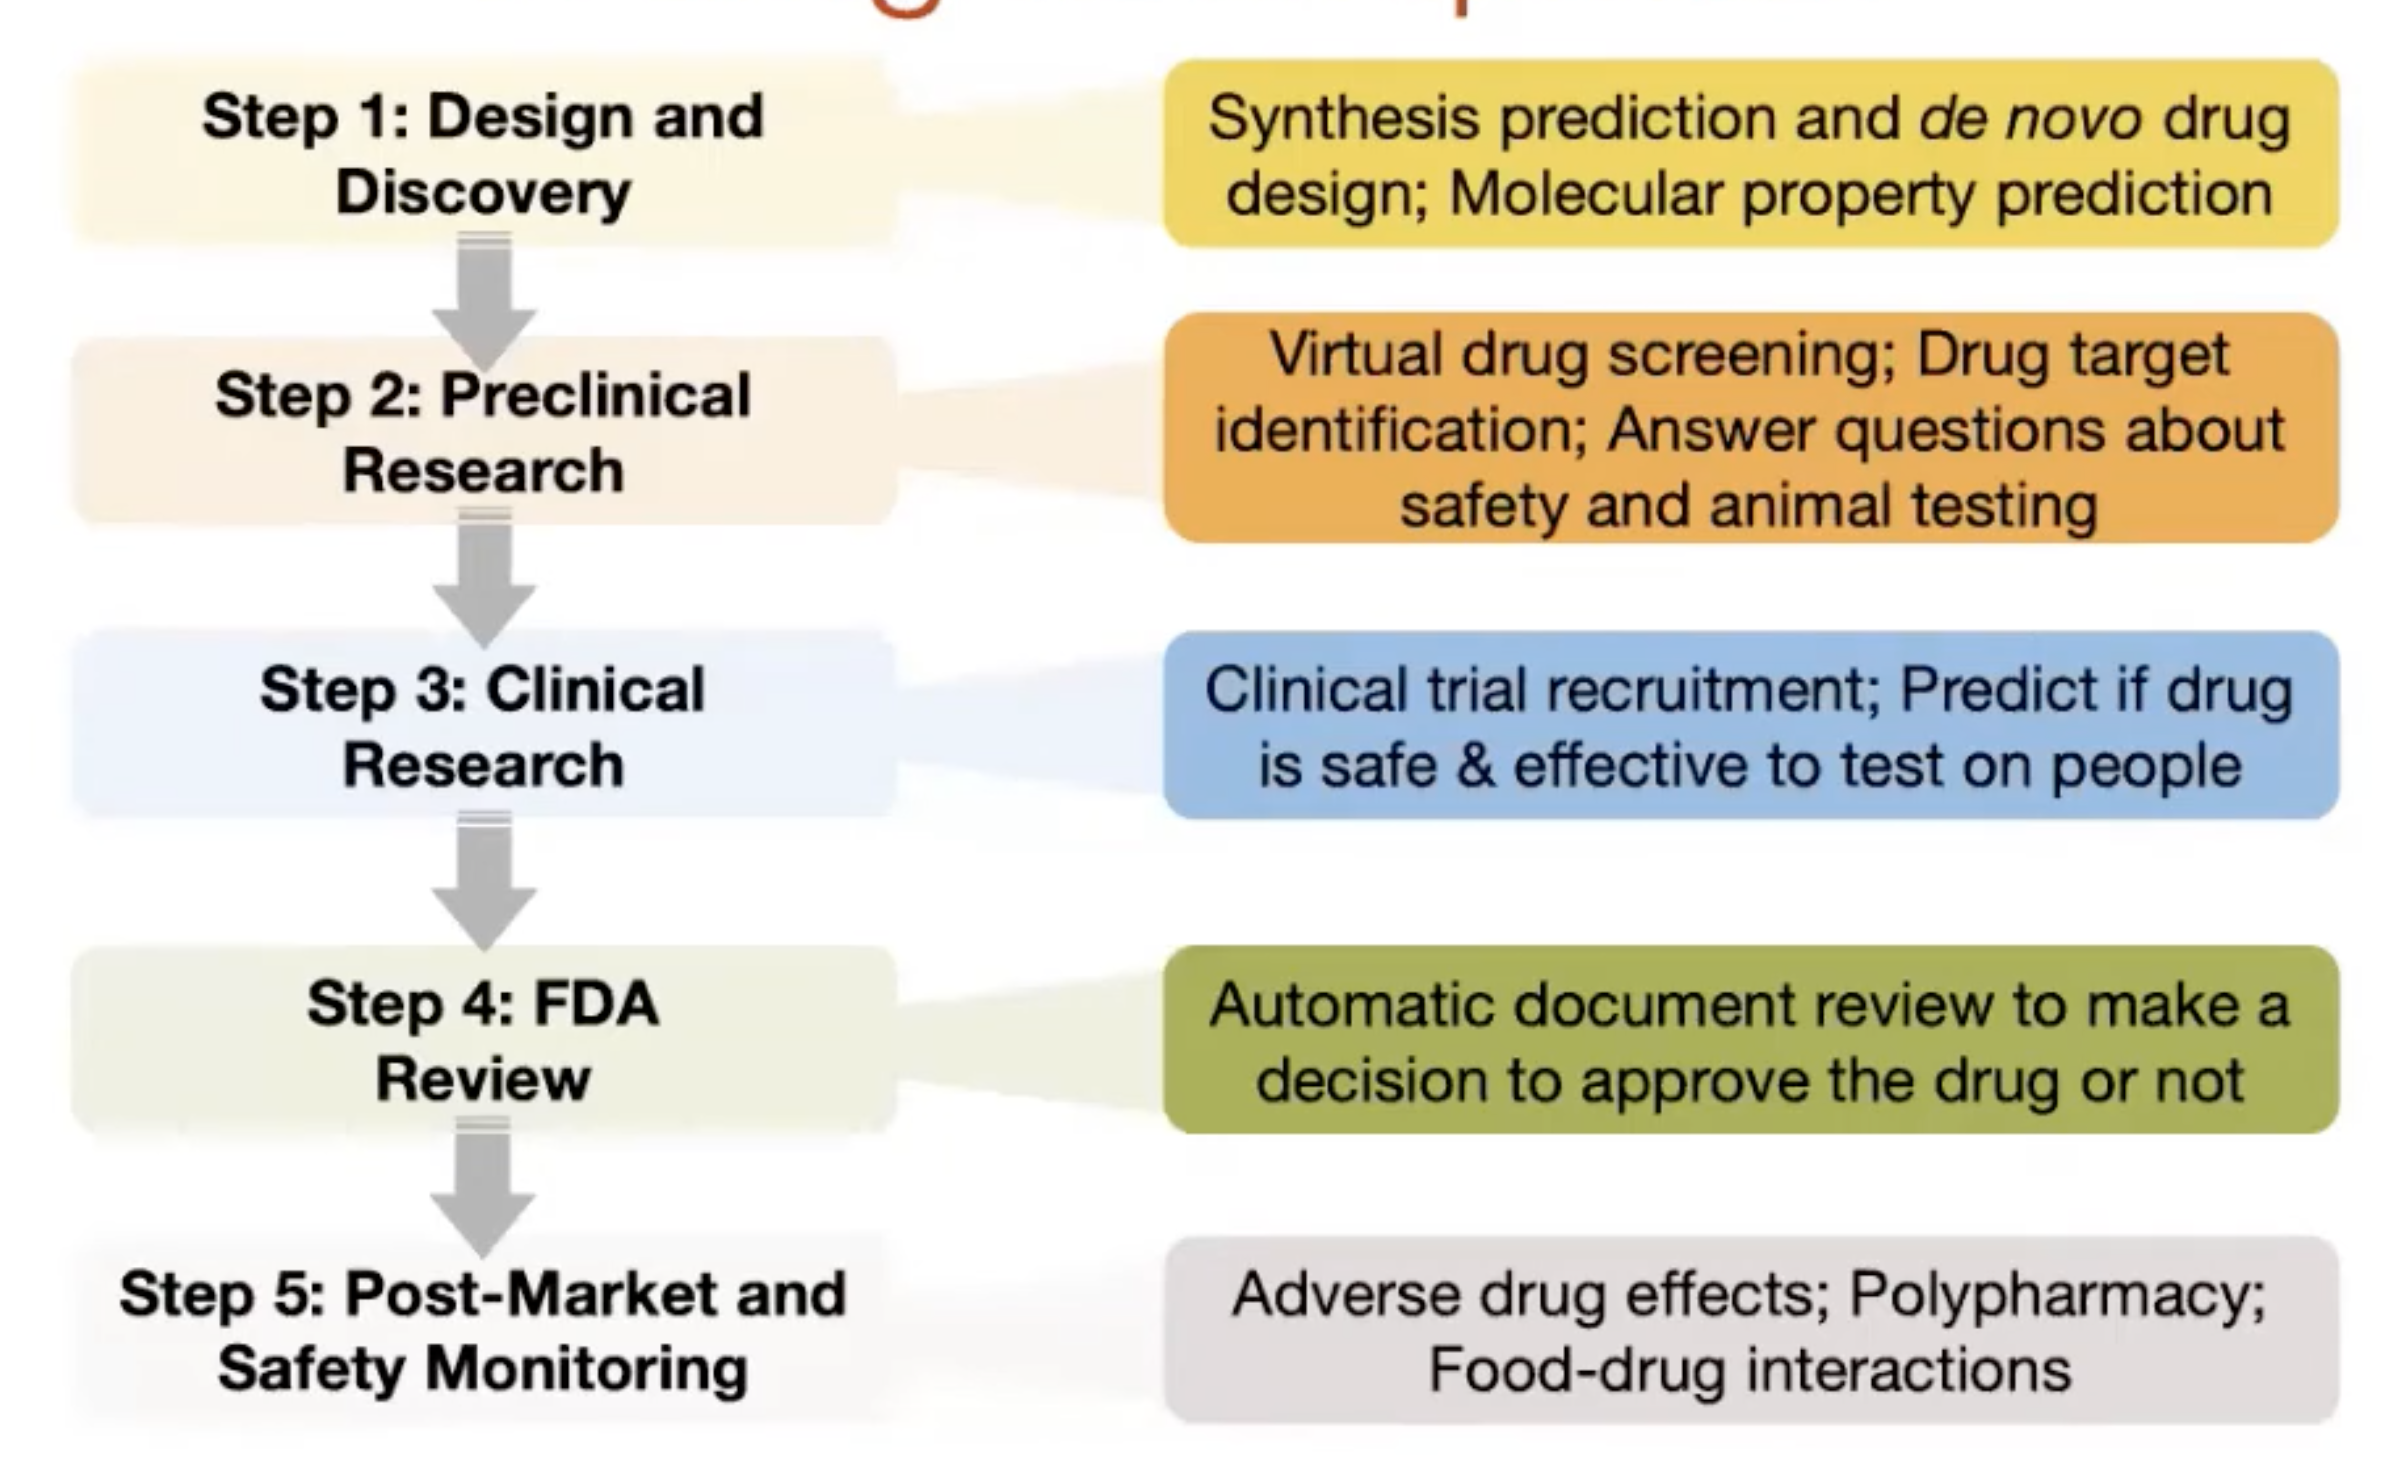 Step 1: Design and
Discovery
Synthesis prediction and de novo drug
design; Molecular property prediction
Step 2: Preclinical
Research
Virtual drug screening; Drug target
identification; Answer questions about
safety and animal testing
Step 3: Clinical
Research
Clinical trial recruitment; Predict if drug
is safe & effective to test on people
Step 4: FDA
Review
Automatic document review to make a
decision to approve the drug or not
Step 5: Post-Market and
Safety Monitoring
Adverse drug effects; Polypharmacy;
Food-drug interactions